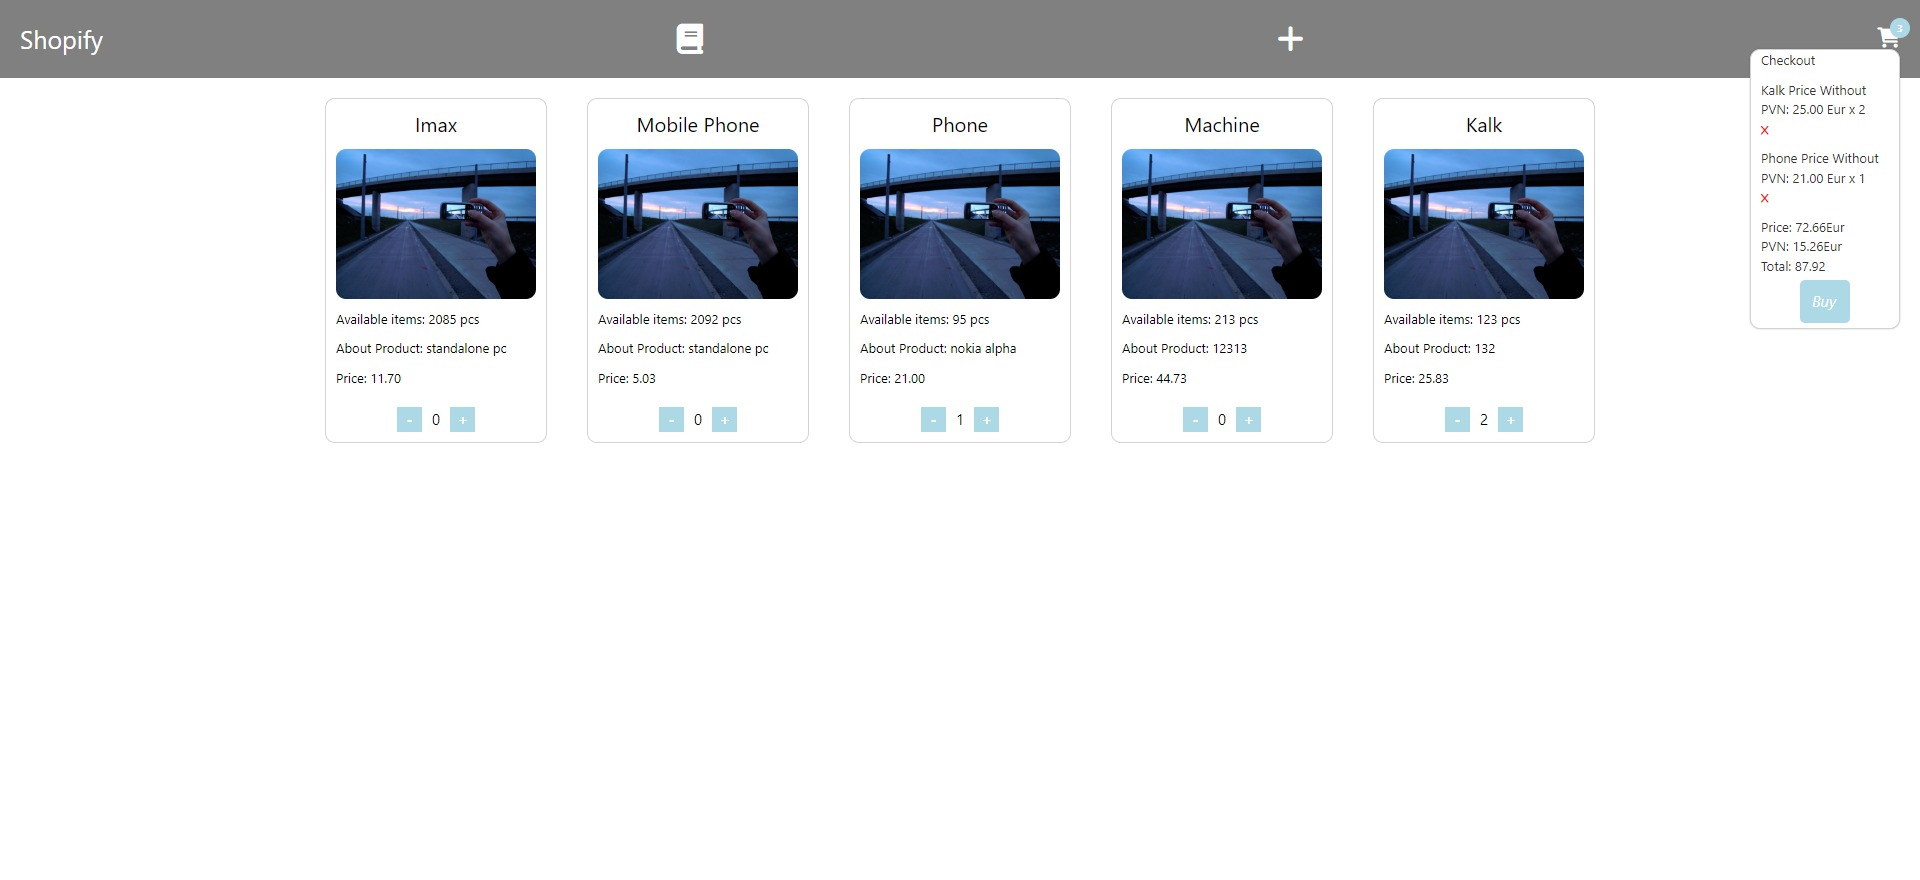 Shopify
3
Checkout
Kalk Price Without
PVN: 25.00 Eur x 2
X
Phone Price Without
PVN: 21.00 Eur x 1
X
Price: 72.66Eur
PVN: 15.26Eur
Total: 87.92
Buy
Imax
Available items: 2085 pcs
About Product: standalone pc
Price: 11.70
- 0 +
Mobile Phone
Available items: 2092 pcs
About Product: standalone pc
Price: 5.03
- 0 +
Phone
Available items: 95 pcs
About Product: nokia alpha
Price: 21.00
- 1 +
Machine
Available items: 213 pcs
About Product: 12313
Price: 44.73
- 0 +
Kalk
Available items: 123 pcs
About Product: 132
Price: 25.83
- 2 +